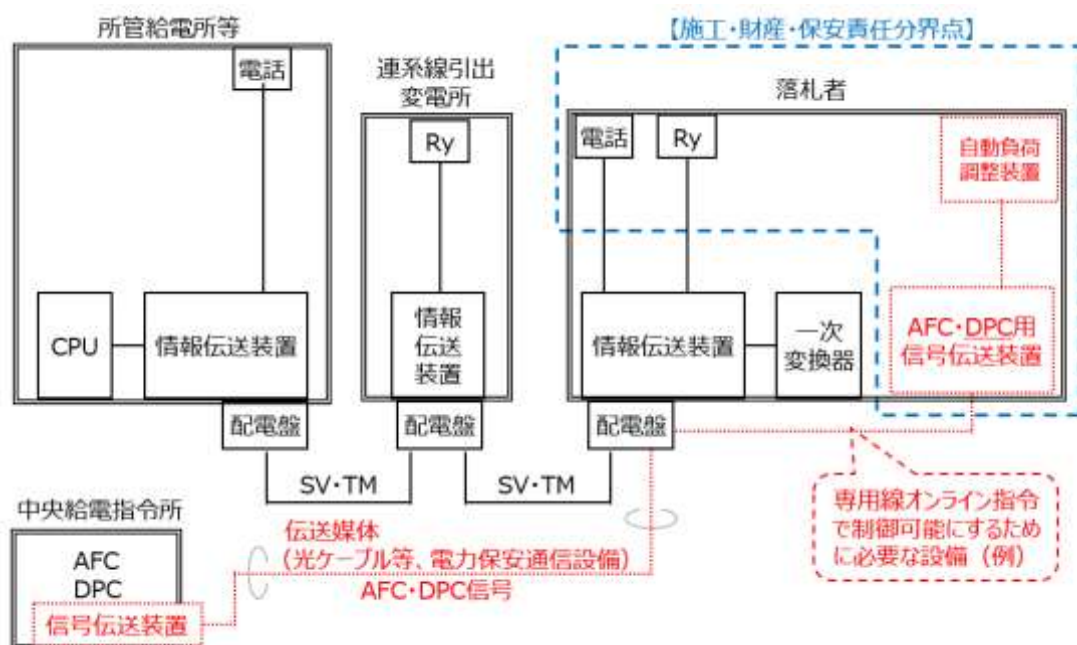 所管給電所等
電話
CPU
情報伝送装置
配電盤
連系線引出
変電所
Ry
情報
伝送
装置
配電盤
【施工・財産・保安責任分界点】
落札者
電話
Ry
自動負荷
調整装置
情報伝送装置
一次
変換器
AFC・DPC用
信号伝送装置
配電盤
SV・TM
SV・TM
専用線オンライン指令
で制御可能にするため
に必要な設備（例）
中央給電指令所
AFC
DPC
信号伝送装置
伝送媒体
（光ケーブル等、電力保安通信設備）
AFC・DPC信号